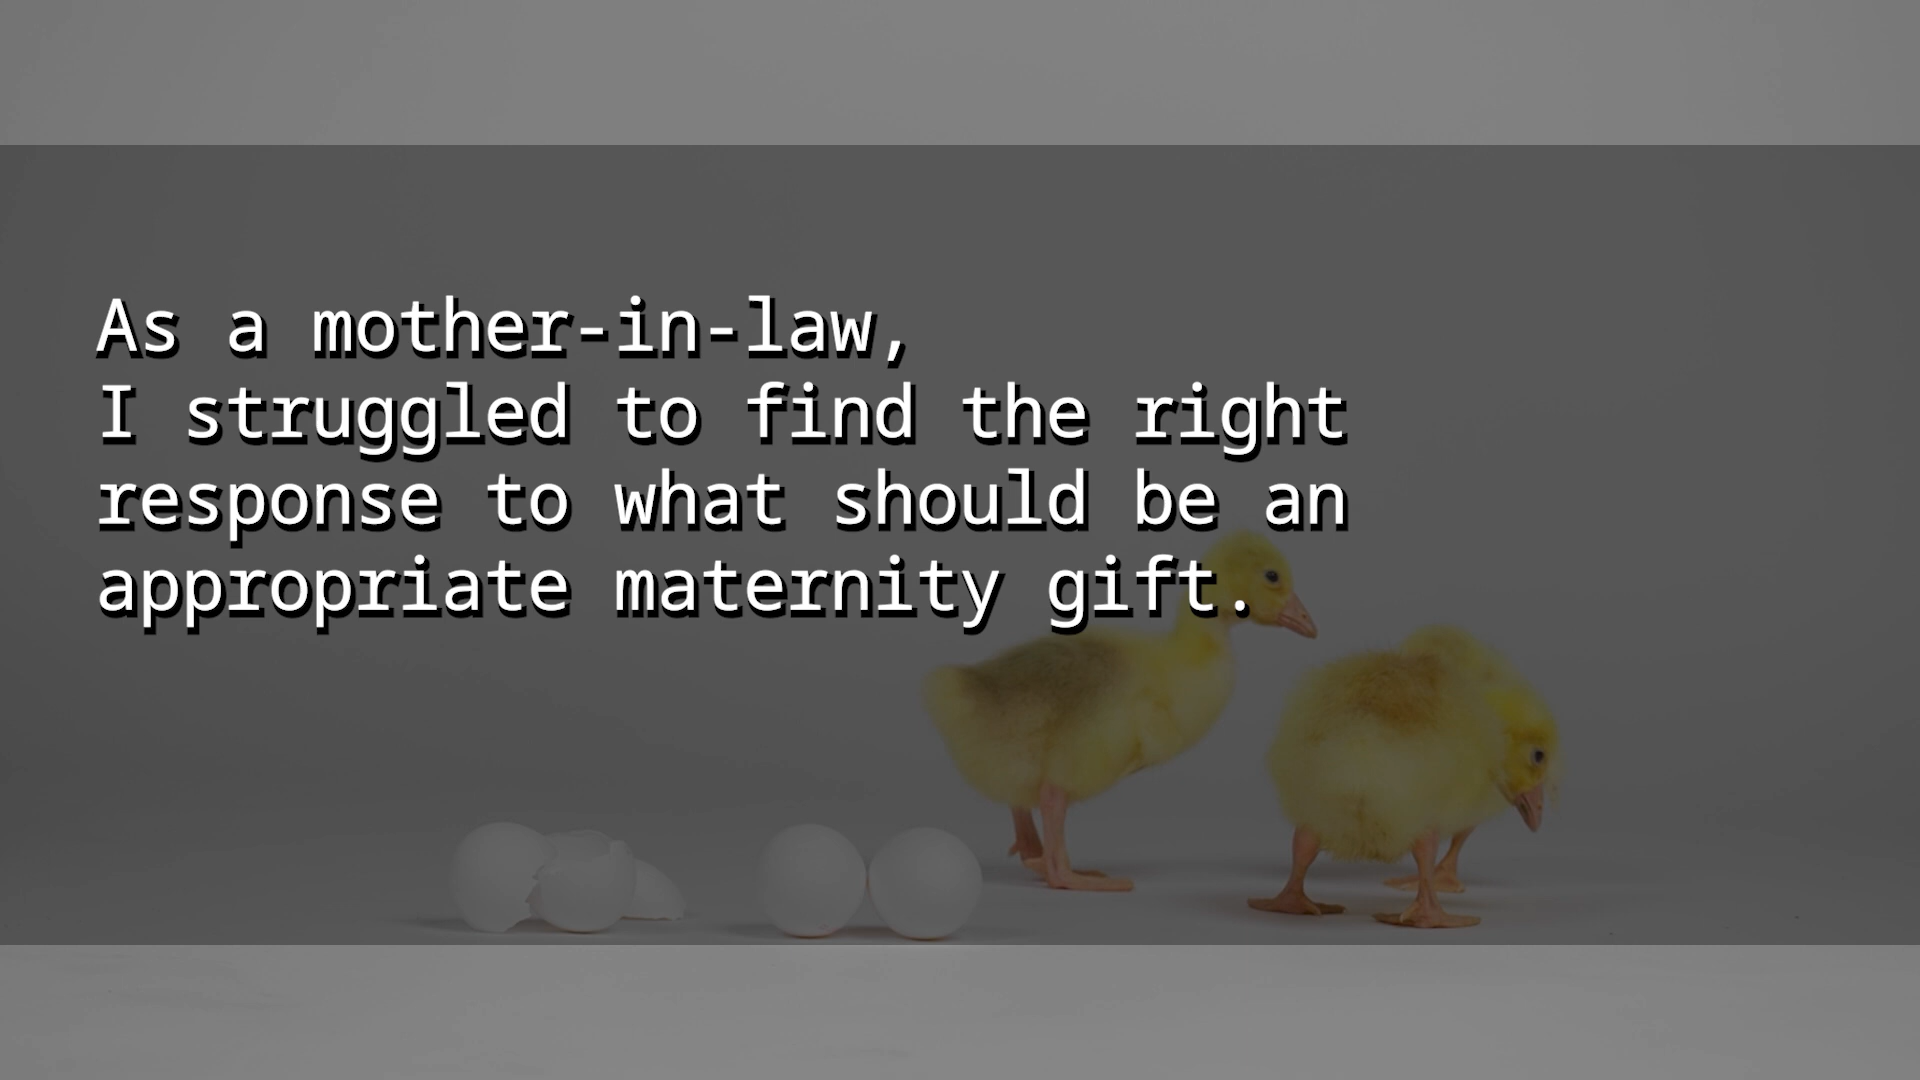 As a mother-in-law,
I struggled to find the right
response to what should be an
appropriate maternity gift.